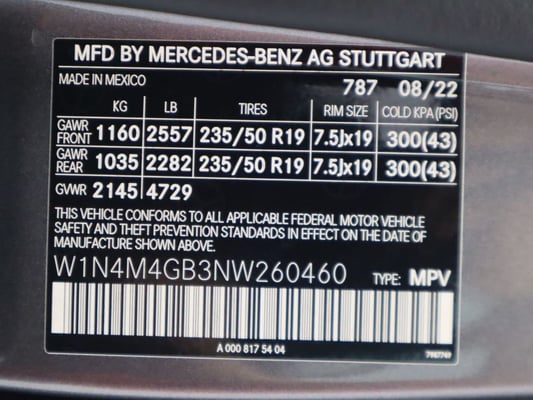 MFD BY MERCEDES-BENZ AG STUTTGART
MADE IN MEXICO 787 08/22
KG LB TIRES RIM SIZE COLD KPA(PSI)
GAWR FRONT 1160 2557 235/50 R19 7.5Jx19 300(43)
GAWR REAR 1035 2282 235/50 R19 7.5Jx19 300(43)
GVWR 2145 4729
THIS VEHICLE CONFORMS TO ALL APPLICABLE FEDERAL MOTOR VEHICLE
SAFETY AND THEFT PREVENTION STANDARDS IN EFFECT ON THE DATE OF
MANUFACTURE SHOWN ABOVE.
W1N4M4GB3NW260460 TYPE: MPV
A 000 817 54 04